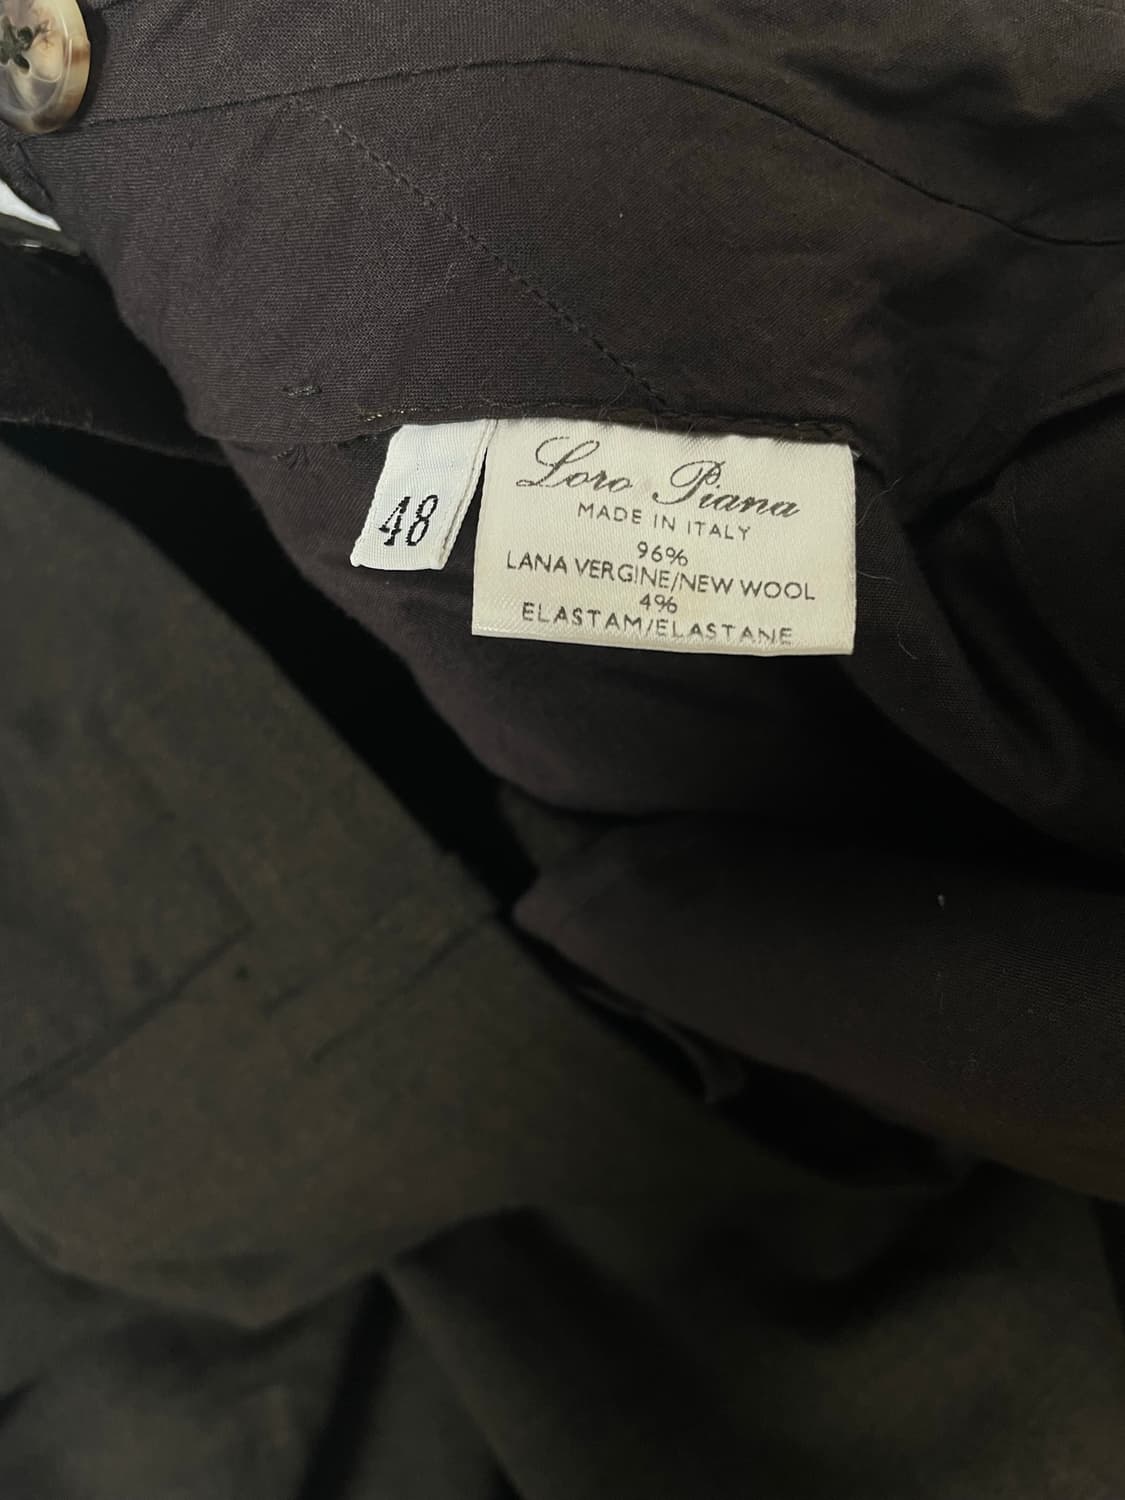 48
Loro Piana
MADE IN ITALY
96%
LANA VERGINE/NEW WOOL
4%
ELASTAM/ELASTANE